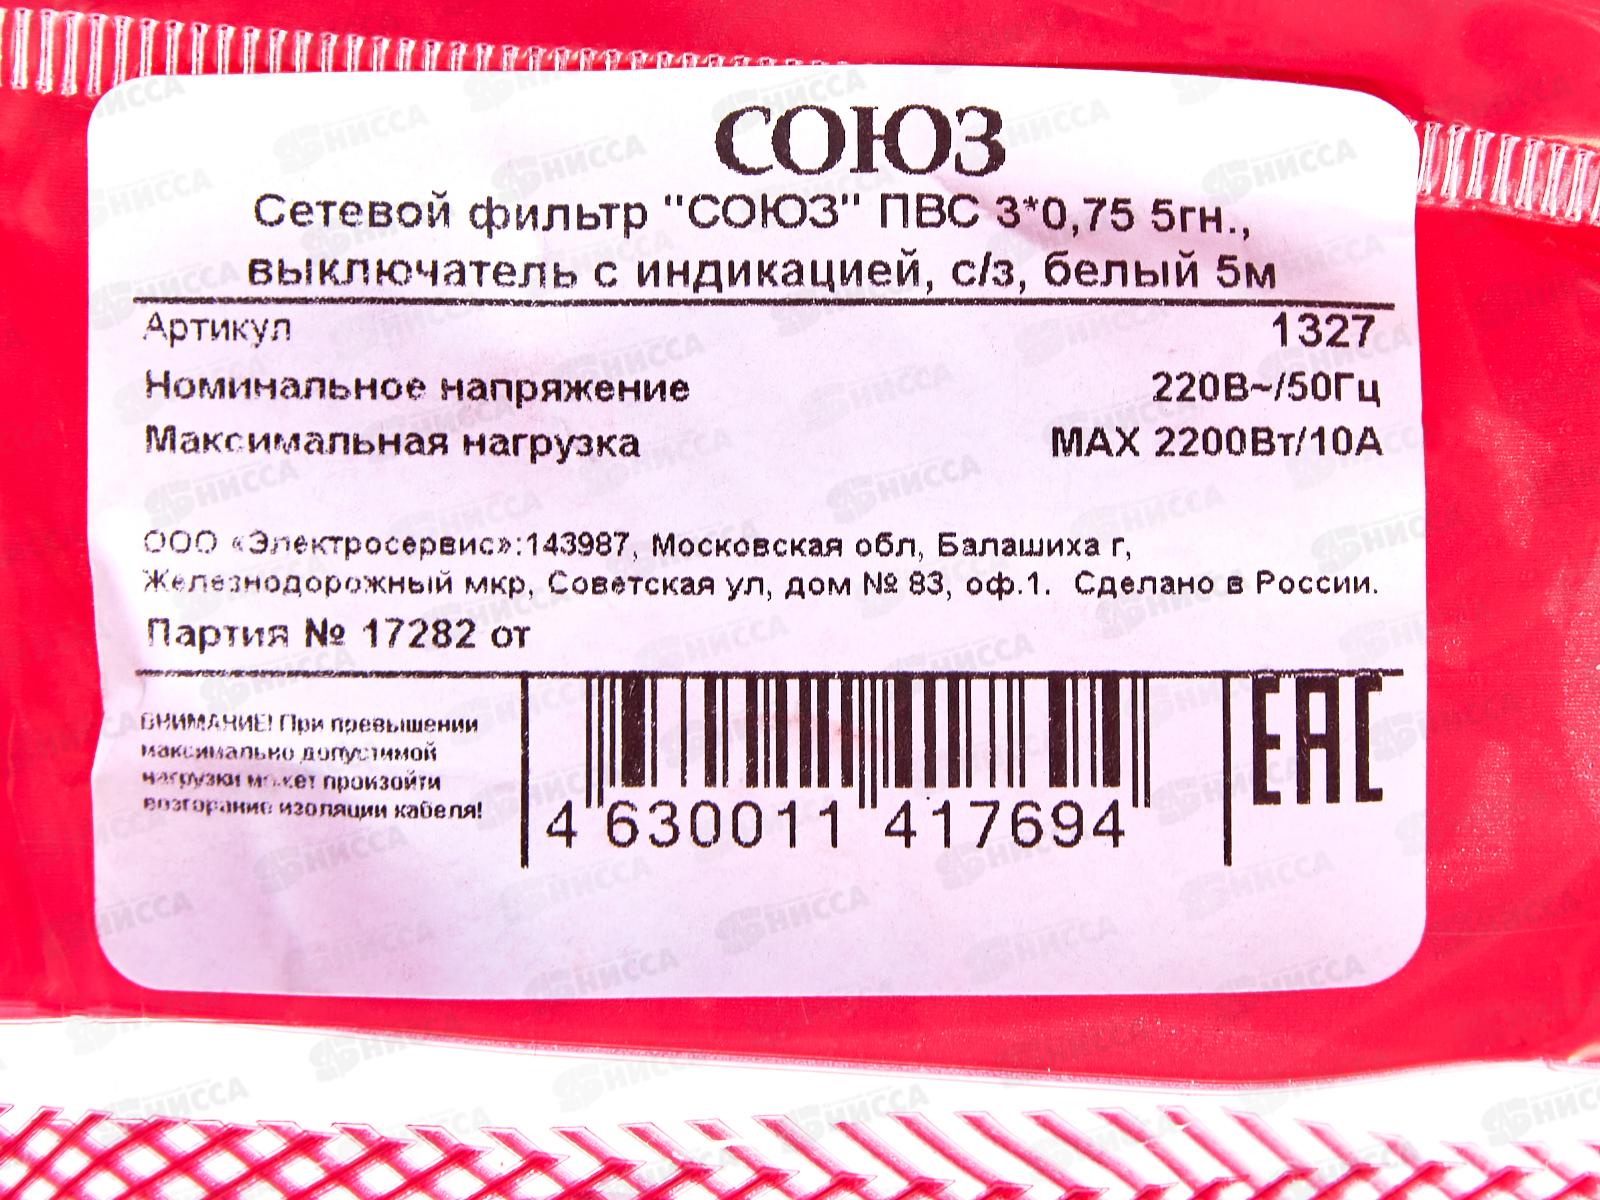 СОЮЗ
Сетевой фильтр "СОЮЗ" ПВС 3*0,75 5гн.,
выключатель с индикацией, с/з, белый 5м
Артикул 1327
Номинальное напряжение 220В~/50Гц
Максимальная нагрузка MAX 2200Вт/10А
ООО «Электросервис»:143987, Московская обл, Балашиха г,
Железнодорожный мкр, Советская ул, дом № 83, оф.1. Сделано в России.
Партия № 17282 от
ВНИМАНИЕ! При превышении
максимально допустимой
нагрузки может произойти
возгорание изоляции кабеля!
4 630011 417694
ЕАС
НИССА